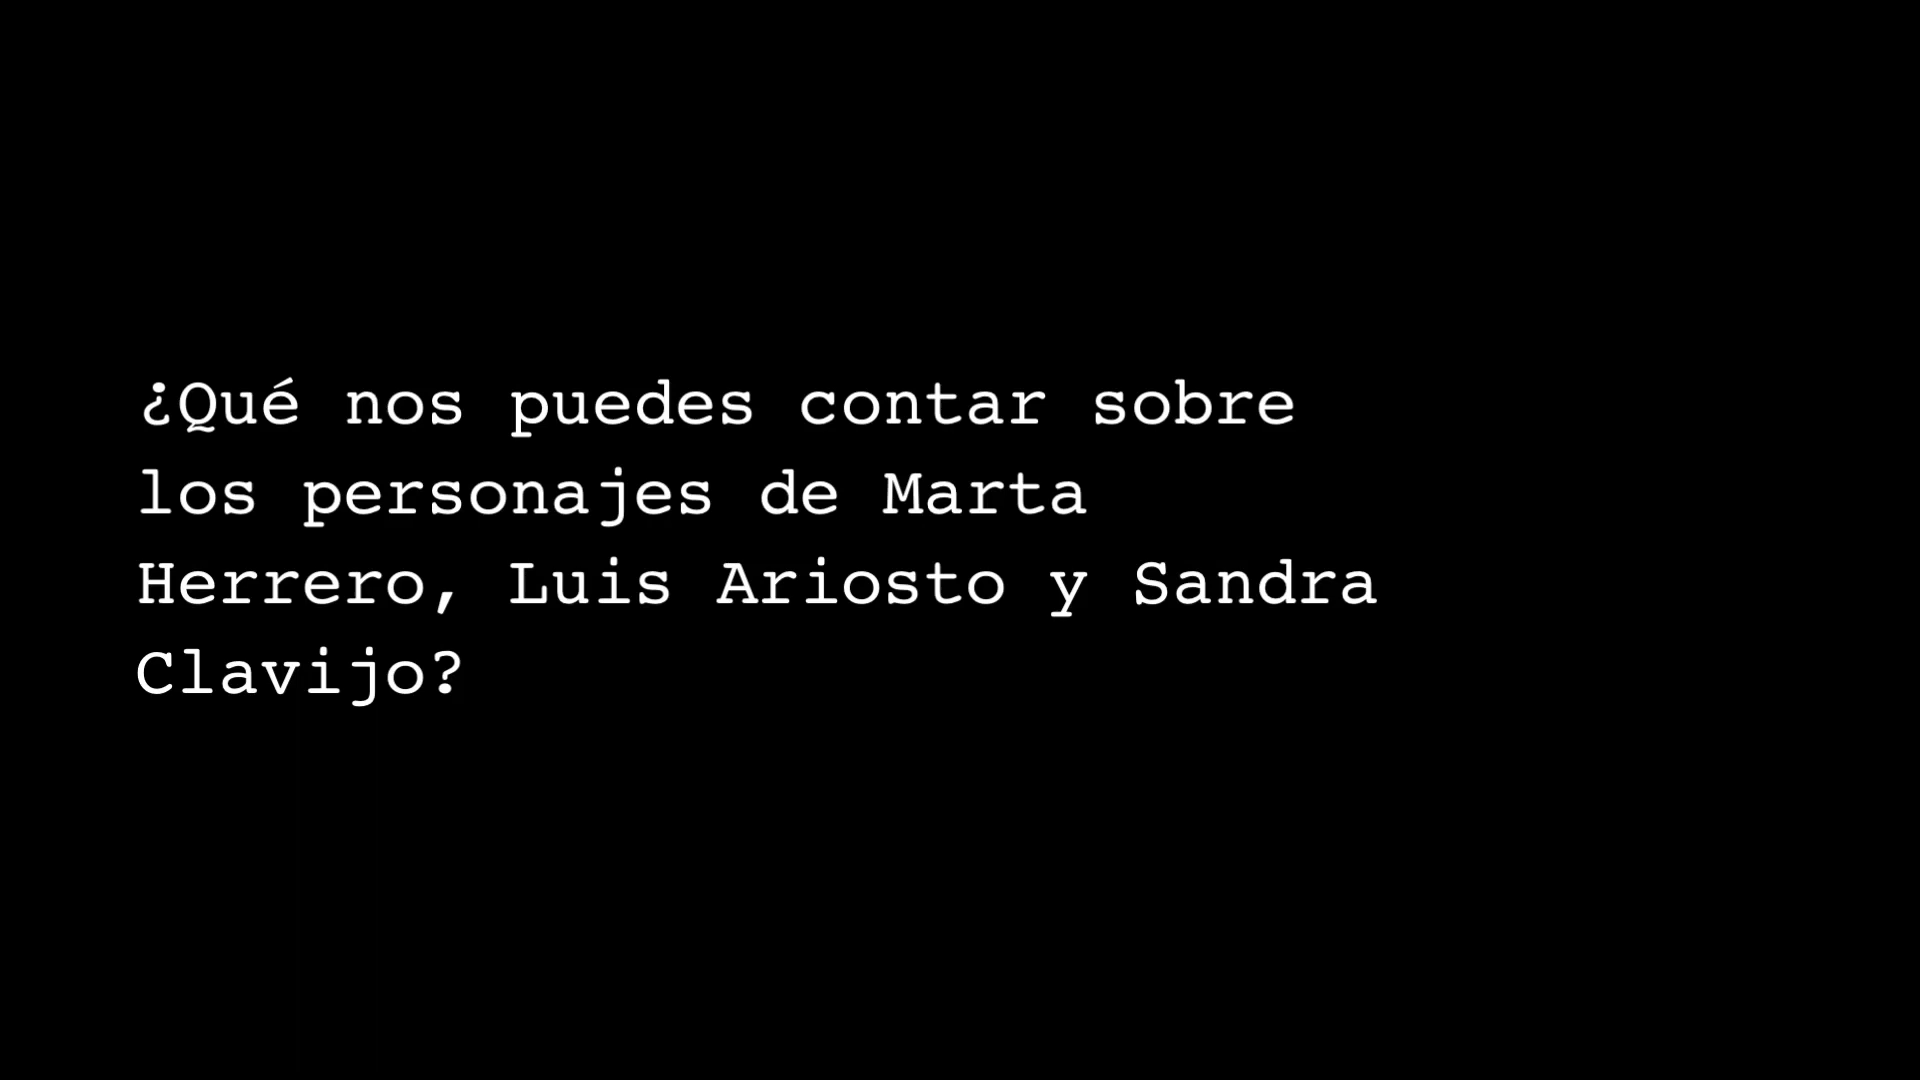 ¿Qué nos puedes contar sobre
los personajes de Marta
Herrero, Luis Ariosto y Sandra
Clavijo?